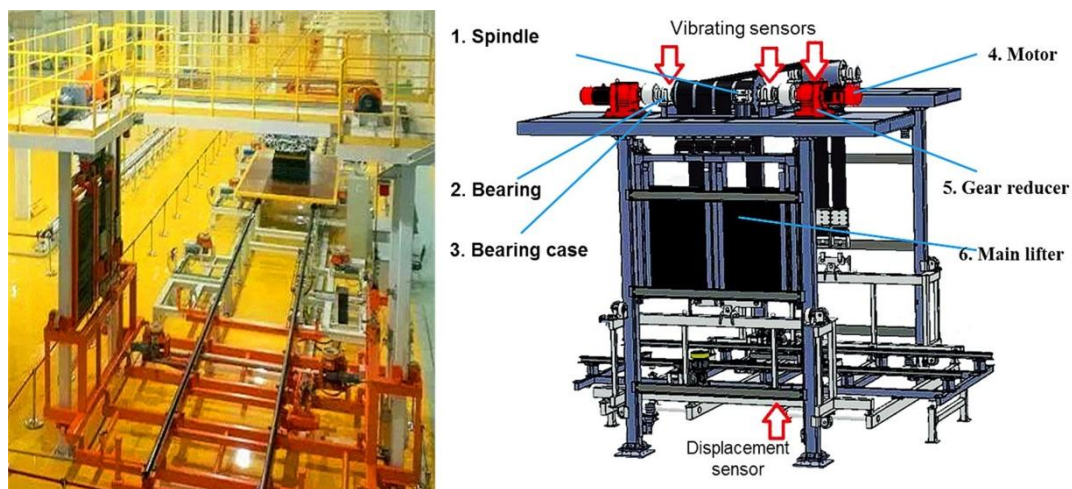 1. Spindle
Vibrating sensors
4. Motor
2. Bearing
5. Gear reducer
3. Bearing case
6. Main lifter
Displacement
sensor